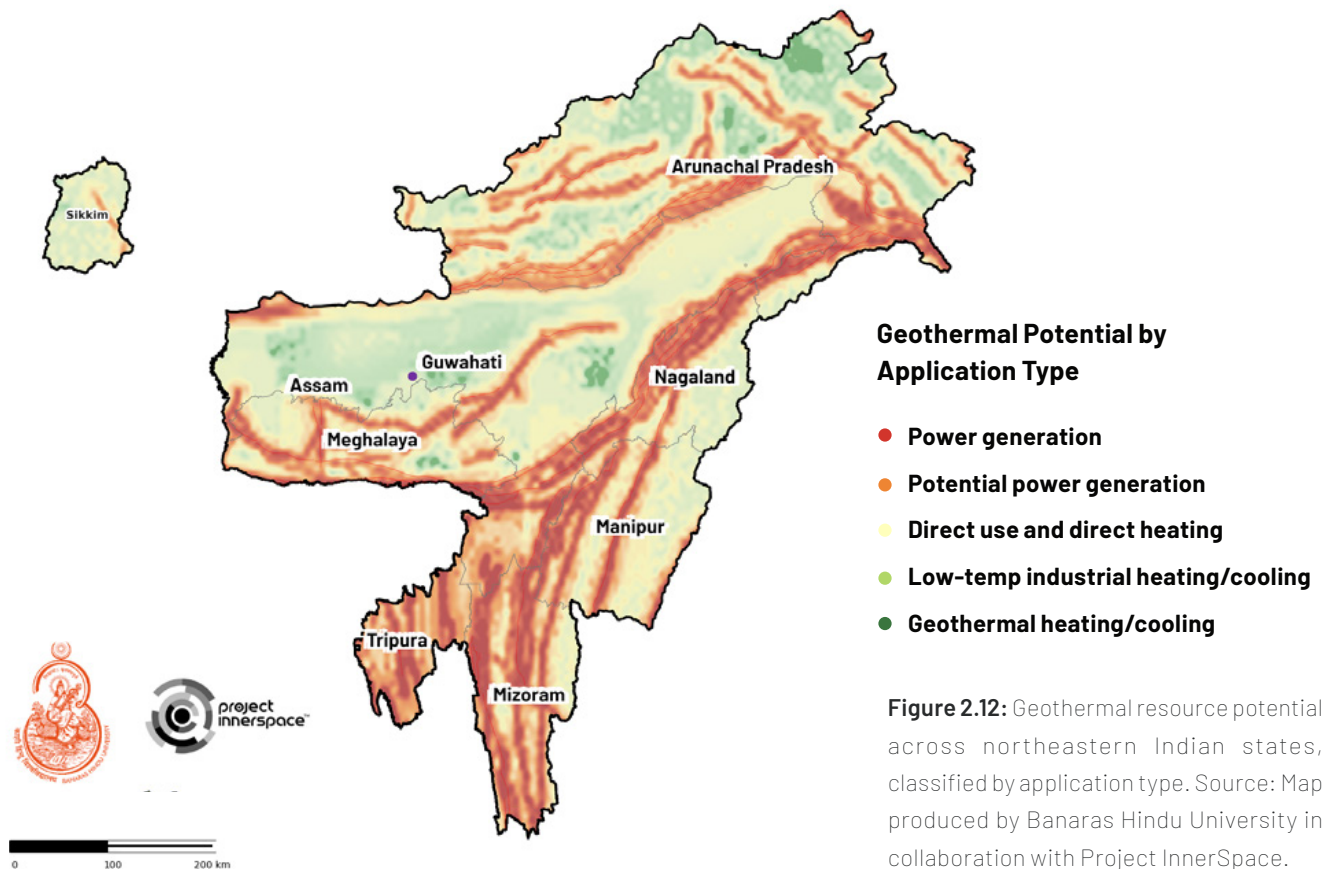 Arunachal Pradesh
Sikkim
Guwahati
Assam
Nagaland
Meghalaya
Manipur
Tripura
Mizoram
Geothermal Potential by
Application Type
Power generation
Potential power generation
Direct use and direct heating
Low-temp industrial heating/cooling
Geothermal heating/cooling
project
innerspace™
0 100 200 km
Figure 2.12: Geothermal resource potential
across northeastern Indian states,
classified by application type. Source: Map
produced by Banaras Hindu University in
collaboration with Project InnerSpace.